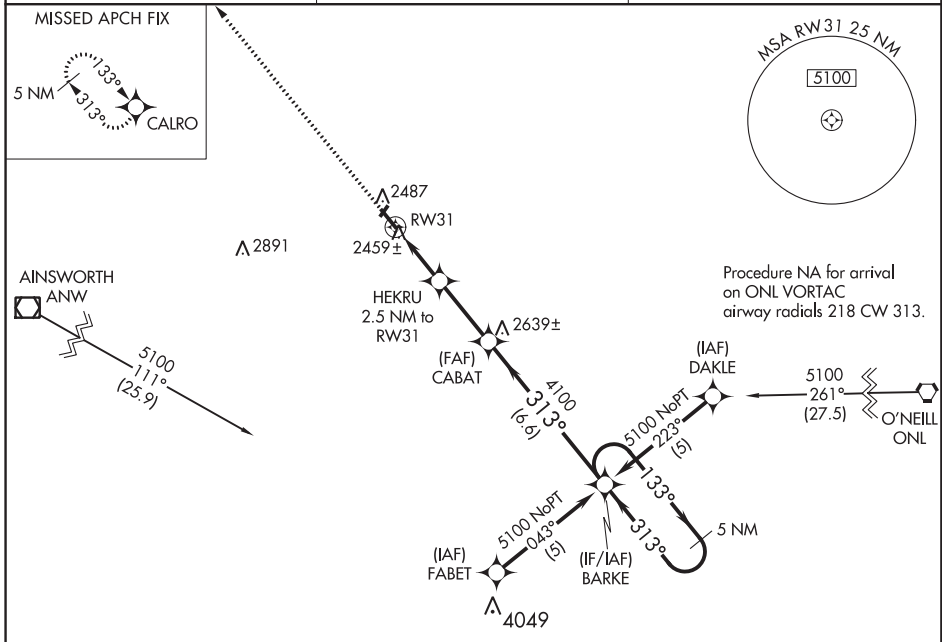 MISSED APCH FIX
5 NM
133°
313°
CALRO
MSA RW31 25 NM
5100
2487
RW31
2459±
2891
AINSWORTH
ANW
5100
111°
(25.9)
HEKRU
2.5 NM to
RW31
2639±
(FAF)
CABAT
4100
313°
(6.6)
Procedure NA for arrival
on ONL VORTAC
airway radials 218 CW 313.
(IAF)
DAKLE
5100
261°
(27.5)
O'NEILL
ONL
5100 NoPT
223°
(5)
133°
313°
5 NM
5100 NoPT
043°
(5)
(IAF)
FABET
(IF/IAF)
BARKE
4049